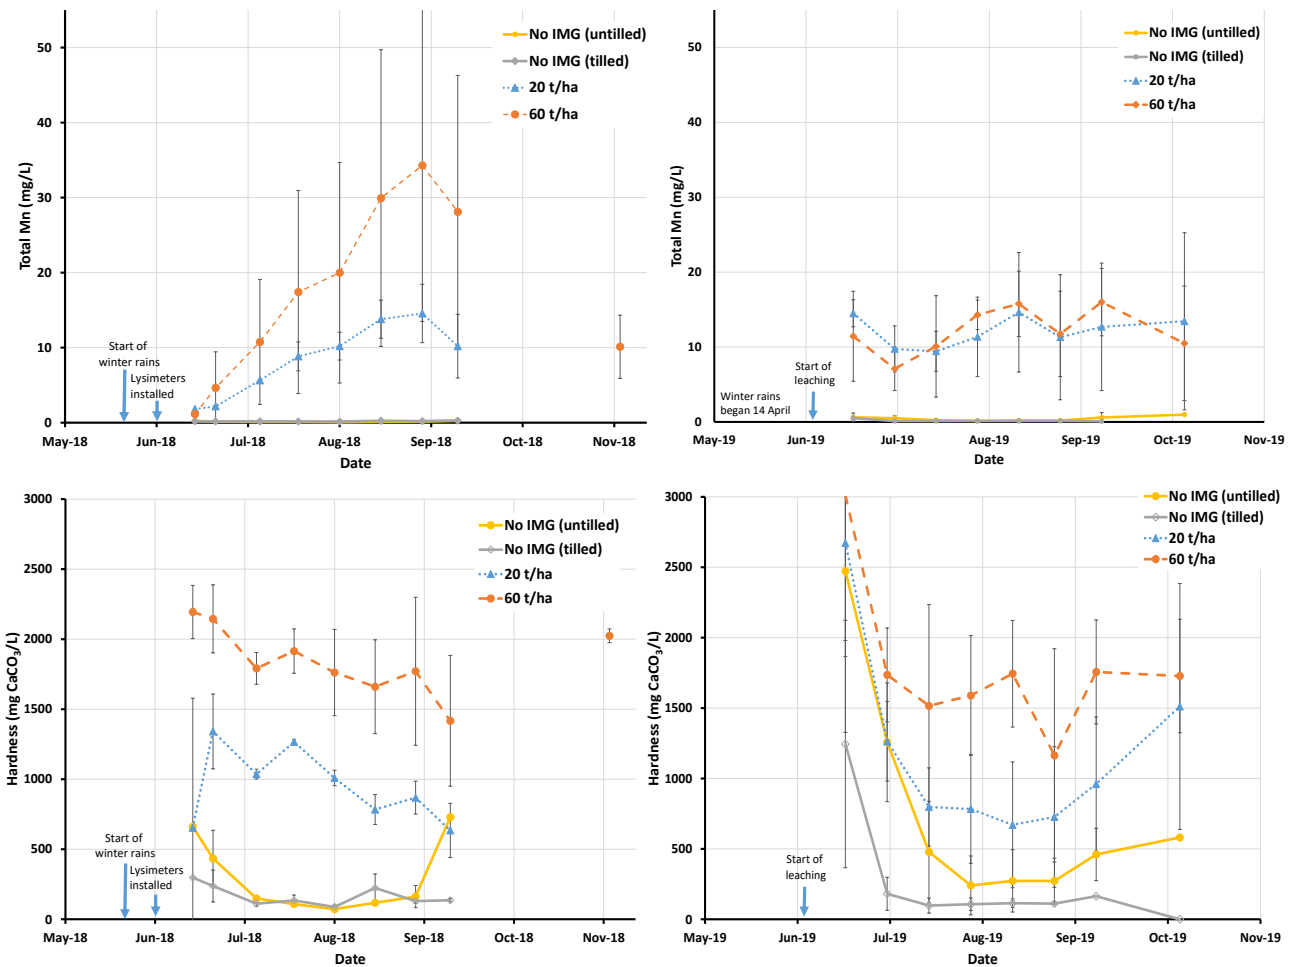 50
40
30
20
10
0
Total Mn (mg/L)
No IMG (untilled)
No IMG (tilled)
20 t/ha
60 t/ha
Start of
winter rains
Lysimeters
installed
May-18 Jun-18 Jul-18 Aug-18 Sep-18 Oct-18 Nov-18
Date
50
40
30
20
10
0
Total Mn (mg/L)
No IMG (untilled)
No IMG (tilled)
20 t/ha
60 t/ha
Start of
leaching
Winter rains
began 14 April
May-19 Jun-19 Jul-19 Aug-19 Sep-19 Oct-19 Nov-19
Date
3000
2500
2000
1500
1000
500
0
Hardness (mg CaCO₃/L)
No IMG (untilled)
No IMG (tilled)
20 t/ha
60 t/ha
Start of
winter rains
Lysimeters
installed
May-18 Jun-18 Jul-18 Aug-18 Sep-18 Oct-18 Nov-18
Date
3000
2500
2000
1500
1000
500
0
Hardness (mg CaCO₃/L)
No IMG (untilled)
No IMG (tilled)
20 t/ha
60 t/ha
Start of
leaching
May-19 Jun-19 Jul-19 Aug-19 Sep-19 Oct-19 Nov-19
Date